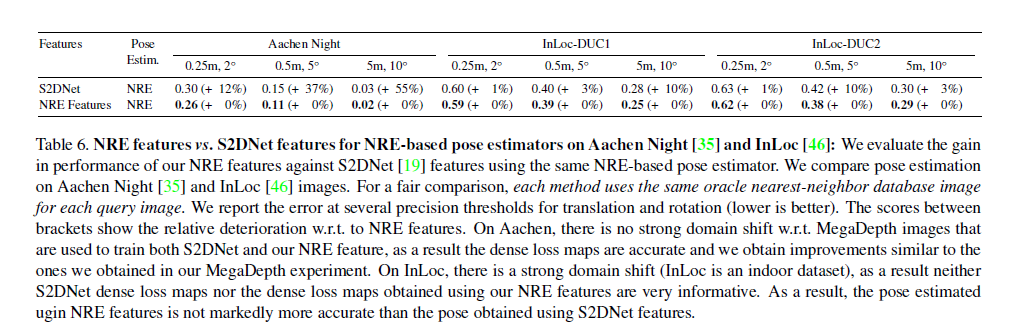 Features Pose Estim. Aachen Night InLoc-DUC1 InLoc-DUC2
0.25m, 2° 0.5m, 5° 5m, 10° 0.25m, 2° 0.5m, 5° 5m, 10° 0.25m, 2° 0.5m, 5° 5m, 10°
S2DNet NRE 0.30 (+ 12%) 0.15 (+ 37%) 0.03 (+ 55%) 0.60 (+ 1%) 0.40 (+ 3%) 0.28 (+ 10%) 0.63 (+ 1%) 0.42 (+ 10%) 0.30 (+ 3%)
NRE Features NRE 0.26 (+ 0%) 0.11 (+ 0%) 0.02 (+ 0%) 0.59 (+ 0%) 0.39 (+ 0%) 0.25 (+ 0%) 0.62 (+ 0%) 0.38 (+ 0%) 0.29 (+ 0%)
Table 6. NRE features vs. S2DNet features for NRE-based pose estimators on Aachen Night [35] and InLoc [46]: We evaluate the gain
in performance of our NRE features against S2DNet [19] features using the same NRE-based pose estimator. We compare pose estimation
on Aachen Night [35] and InLoc [46] images. For a fair comparison, each method uses the same oracle nearest-neighbor database image
for each query image. We report the error at several precision thresholds for translation and rotation (lower is better). The scores between
brackets show the relative deterioration w.r.t. to NRE features. On Aachen, there is no strong domain shift w.r.t. MegaDepth images that
are used to train both S2DNet and our NRE feature, as a result the dense loss maps are accurate and we obtain improvements similar to the
ones we obtained in our MegaDepth experiment. On InLoc, there is a strong domain shift (InLoc is an indoor dataset), as a result neither
S2DNet dense loss maps nor the dense loss maps obtained using our NRE features are very informative. As a result, the pose estimated
ugin NRE features is not markedly more accurate than the pose obtained using S2DNet features.